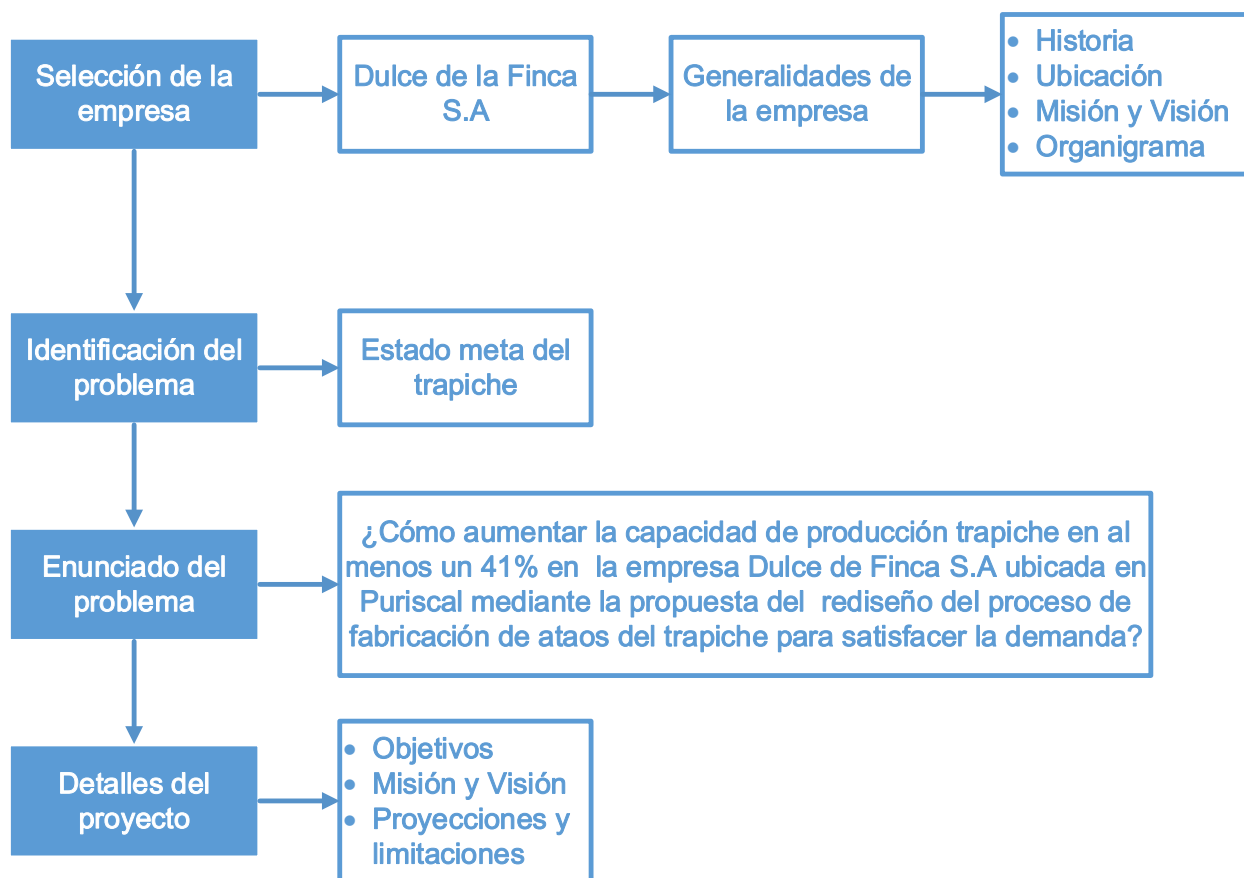 Selección de la
empresa
Dulce de la Finca
S.A
Generalidades de
la empresa
• Historia
• Ubicación
• Misión y Visión
• Organigrama
Identificación del
problema
Estado meta del
trapiche
Enunciado del
problema
¿Cómo aumentar la capacidad de producción trapiche en al
menos un 41% en  la empresa Dulce de Finca S.A ubicada en
Puriscal mediante la propuesta del  rediseño del proceso de
fabricación de ataos del trapiche para satisfacer la demanda?
Detalles del
proyecto
• Objetivos
• Misión y Visión
• Proyecciones y
limitaciones